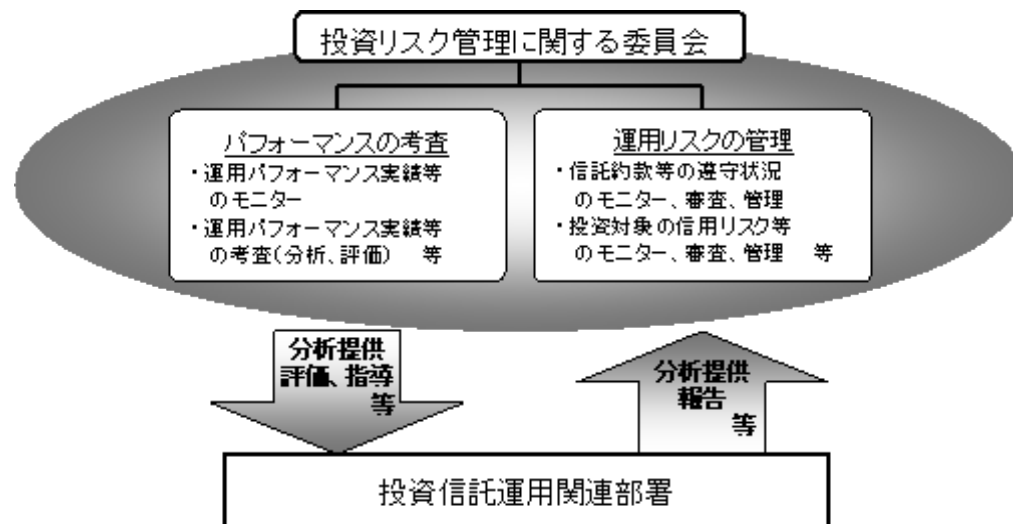 投資リスク管理に関する委員会
パフォーマンスの考査
・運用パフォーマンス実績等
のモニター
・運用パフォーマンス実績等
の考査(分析、評価) 等
運用リスクの管理
・信託約款等の遵守状況
のモニター、審査、管理
・投資対象の信用リスク等
のモニター、審査、管理 等
分析提供
評価、指導
等
分析提供
報告
等
投資信託運用関連部署